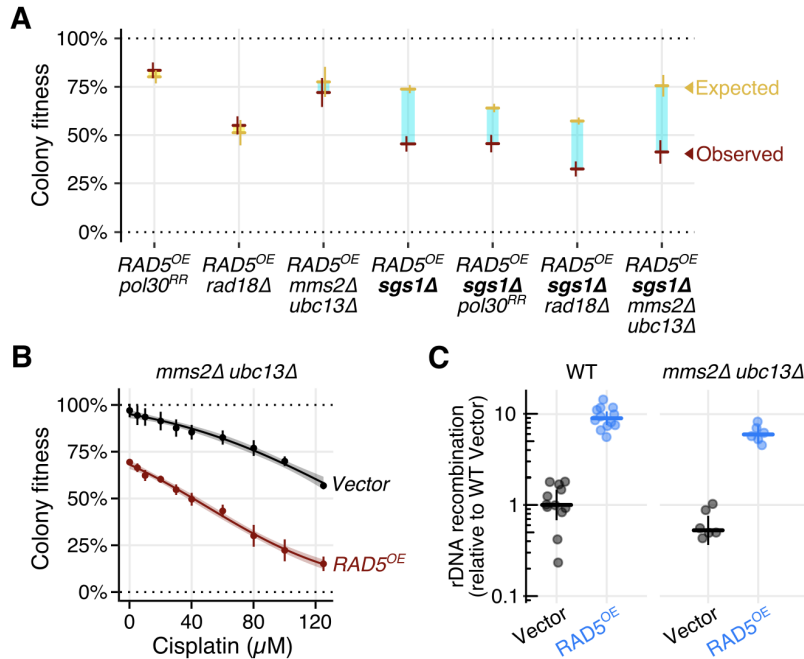 A
100%
75%
50%
25%
0%
Colony fitness
Expected
Observed
RAD5OE
pol30RR
RAD5OE
rad18Δ
RAD5OE
mms2Δ
ubc13Δ
RAD5OE
sgs1Δ
RAD5OE
sgs1Δ
pol30RR
RAD5OE
sgs1Δ
rad18Δ
RAD5OE
sgs1Δ
mms2Δ
ubc13Δ
B
mms2Δ ubc13Δ
100%
75%
50%
25%
0%
Colony fitness
Vector
RAD5OE
0 40 80 120
Cisplatin (µM)
C
WT
mms2Δ ubc13Δ
rDNA recombination
(relative to WT Vector)
10
1
0.1
Vector
RAD5OE
Vector
RAD5OE